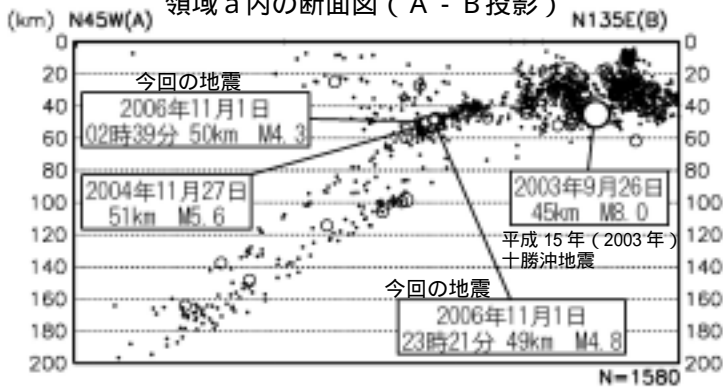 領域a内の断面図(A-B投影)
(km) N45W(A) N135E(B)
0 0
20 20
40 40
60 60
80 80
100 100
120 120
140 140
160 160
180 180
200 200
今回の地震
2006年11月1日
02時39分 50km M4.3
2004年11月27日
51km M5.6
2003年9月26日
45km M8.0
平成15年(2003年)
十勝沖地震
今回の地震
2006年11月1日
23時21分 49km M4.8
N=1580